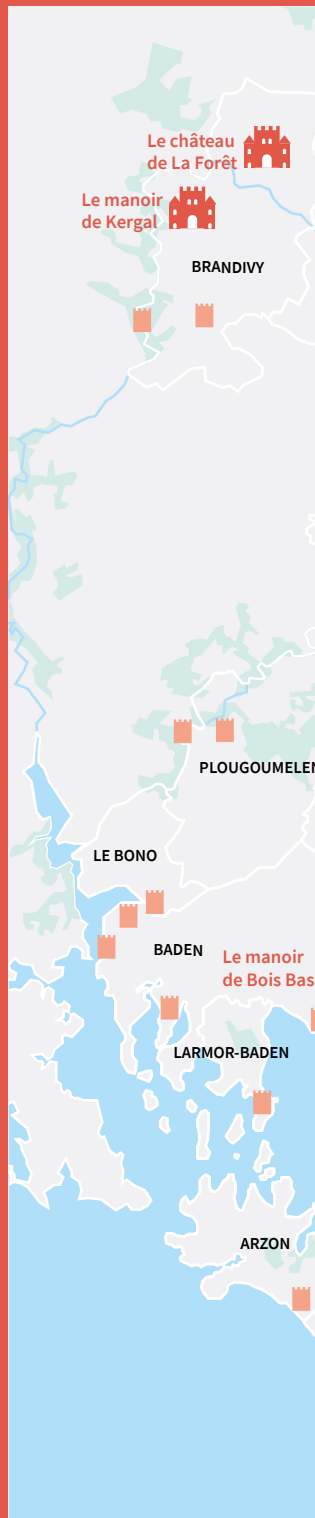 Le château
de La Forêt
Le manoir
de Kergal
BRANDIVY
PLOUGOUMELEN
LE BONO
BADEN
Le manoir
de Bois Bas
LARMOR-BADEN
ARZON